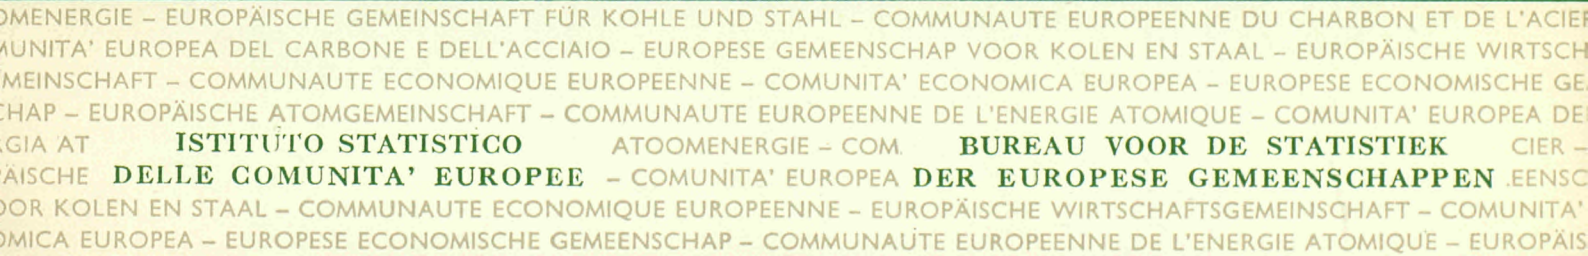 OMENERGIE – EUROPÄISCHE GEMEINSCHAFT FÜR KOHLE UND STAHL – COMMUNAUTE EUROPEENNE DU CHARBON ET DE L'ACIER
MUNITA' EUROPEA DEL CARBONE E DELL'ACCIAIO – EUROPESE GEMEENSCHAP VOOR KOLEN EN STAAL – EUROPÄISCHE WIRTSCH
MEINSCHAFT – COMMUNAUTE ECONOMIQUE EUROPEENNE – COMUNITA' ECONOMICA EUROPEA – EUROPESE ECONOMISCHE GE
CHAP – EUROPÄISCHE ATOMGEMEINSCHAFT – COMMUNAUTE EUROPEENNE DE L'ENERGIE ATOMIQUE – COMUNITA' EUROPEA DE
GIA AT ISTITUTO STATISTICO ATOOMENERGIE – COM BUREAU VOOR DE STATISTIEK CIER –
ÄISCHE DELLE COMUNITA' EUROPEE – COMUNITA' EUROPEA DER EUROPESE GEMEENSCHAPPEN EENSC
OOR KOLEN EN STAAL – COMMUNAUTE ECONOMIQUE EUROPEENNE – EUROPÄISCHE WIRTSCHAFTSGEMEINSCHAFT – COMUNITA'
OMICA EUROPEA – EUROPESE ECONOMISCHE GEMEENSCHAP – COMMUNAUTE EUROPEENNE DE L'ENERGIE ATOMIQUE – EUROPÄIS